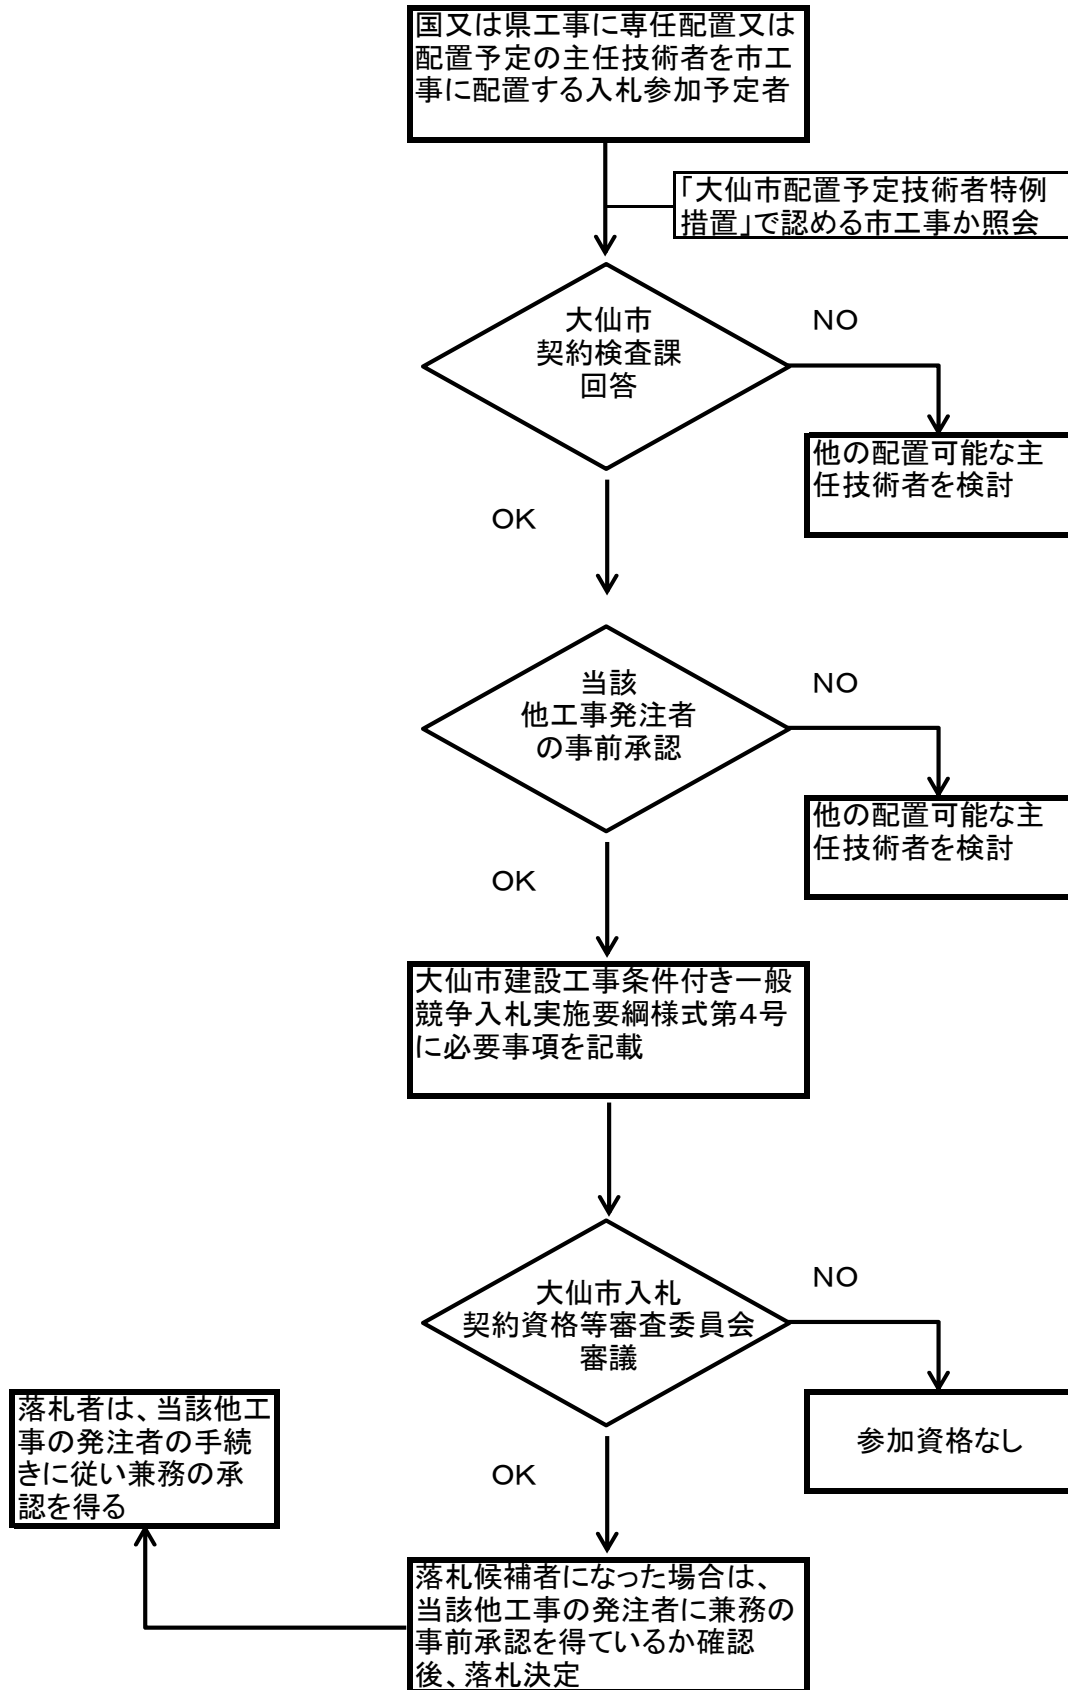 国又は県工事に専任配置又は
配置予定の主任技術者を市工
事に配置する入札参加予定者
「大仙市配置予定技術者特例
措置」で認める市工事か照会
大仙市
契約検査課
回答
NO
他の配置可能な主
任技術者を検討
OK
当該
他工事発注者
の事前承認
NO
他の配置可能な主
任技術者を検討
OK
大仙市建設工事条件付き一般
競争入札実施要綱様式第4号
に必要事項を記載
大仙市入札
契約資格等審査委員会
審議
NO
参加資格なし
OK
落札者は、当該他工
事の発注者の手続
きに従い兼務の承
認を得る
落札候補者になった場合は、
当該他工事の発注者に兼務の
事前承認を得ているか確認
後、落札決定